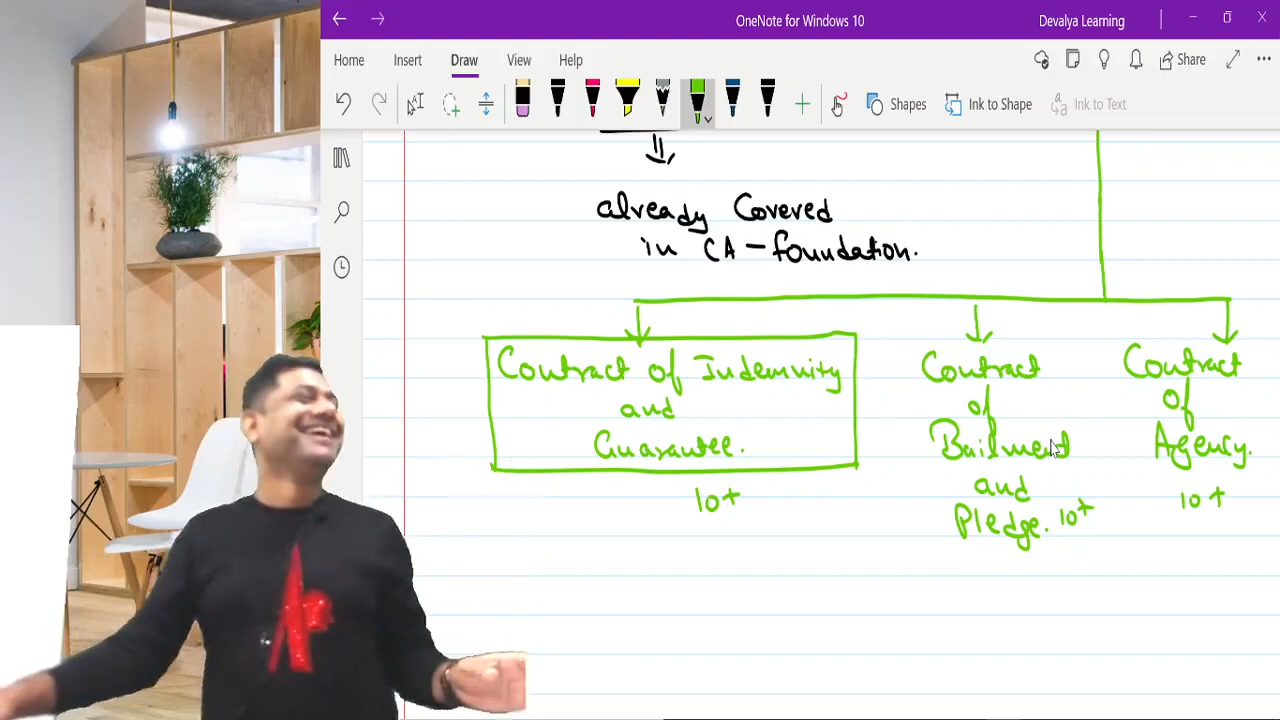 OneNote for Windows 10
Devalya Learning
Home Insert Draw View Help
Share
Shapes Ink to Shape Ink to Text
already Covered
in CA-foundation.
Contract of Indemnity
and
Guarantee.
10+
Contract
of
Bailment
and
Pledge. 10+
Contract
of
Agency.
10+